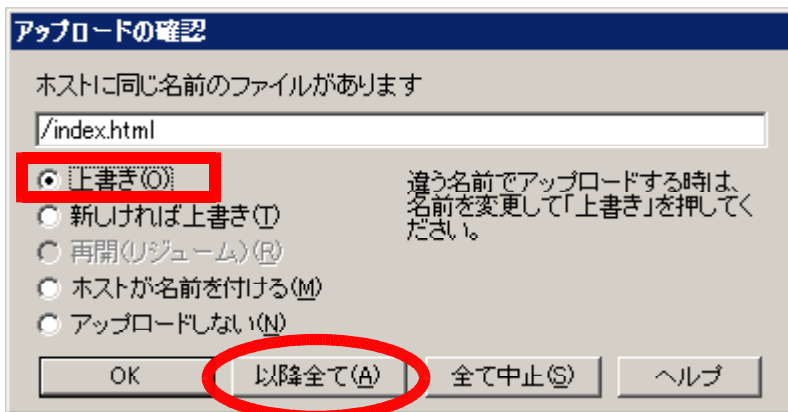 アップロードの確認
ホストに同じ名前のファイルがあります
/index.html
上書き(O)
新しければ上書き(T)
再開(リジューム)(R)
ホストが名前を付ける(M)
アップロードしない(N)
違う名前でアップロードする時は、
名前を変更して「上書き」を押してく
ださい。
OK
以降全て(A)
全て中止(S)
ヘルプ